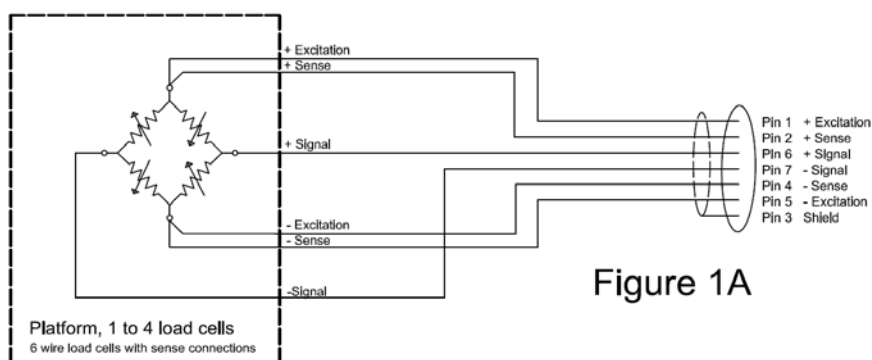 + Excitation
+ Sense
+ Signal
- Excitation
- Sense
-Signal
Pin 1 + Excitation
Pin 2 + Sense
Pin 6 + Signal
Pin 7 - Signal
Pin 4 - Sense
Pin 5 - Excitation
Pin 3 Shield
Figure 1A
Platform, 1 to 4 load cells
6 wire load cells with sense connections